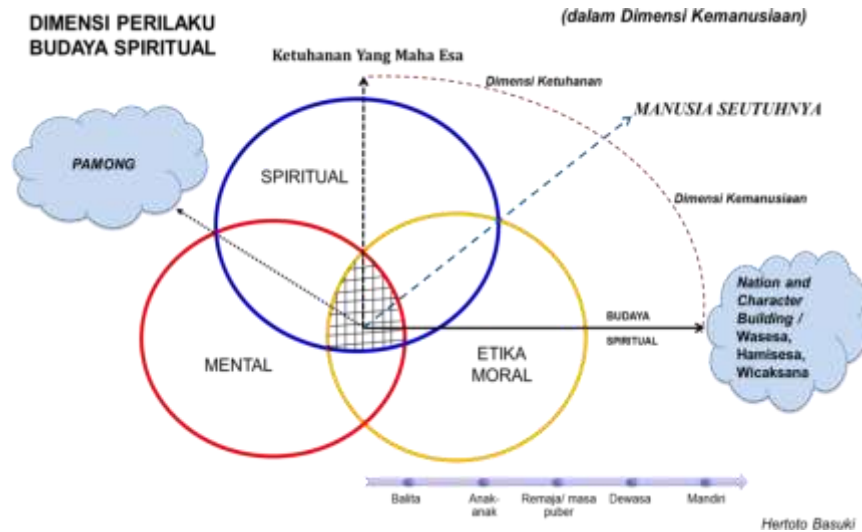 DIMENSI PERILAKU
BUDAYA SPIRITUAL
(dalam Dimensi Kemanusiaan)
Ketuhanan Yang Maha Esa
Dimensi Ketuhanan
MANUSIA SEUTUHNYA
PAMONG
SPIRITUAL
Dimensi Kemanusiaan
Nation and
Character
Building /
Wasesa,
Hamisesa,
Wicaksana
BUDAYA
SPIRITUAL
MENTAL
ETIKA
MORAL
Balita
Anak-
anak
Remaja/ masa
puber
Dewasa
Mandiri
Hertoto Basuki